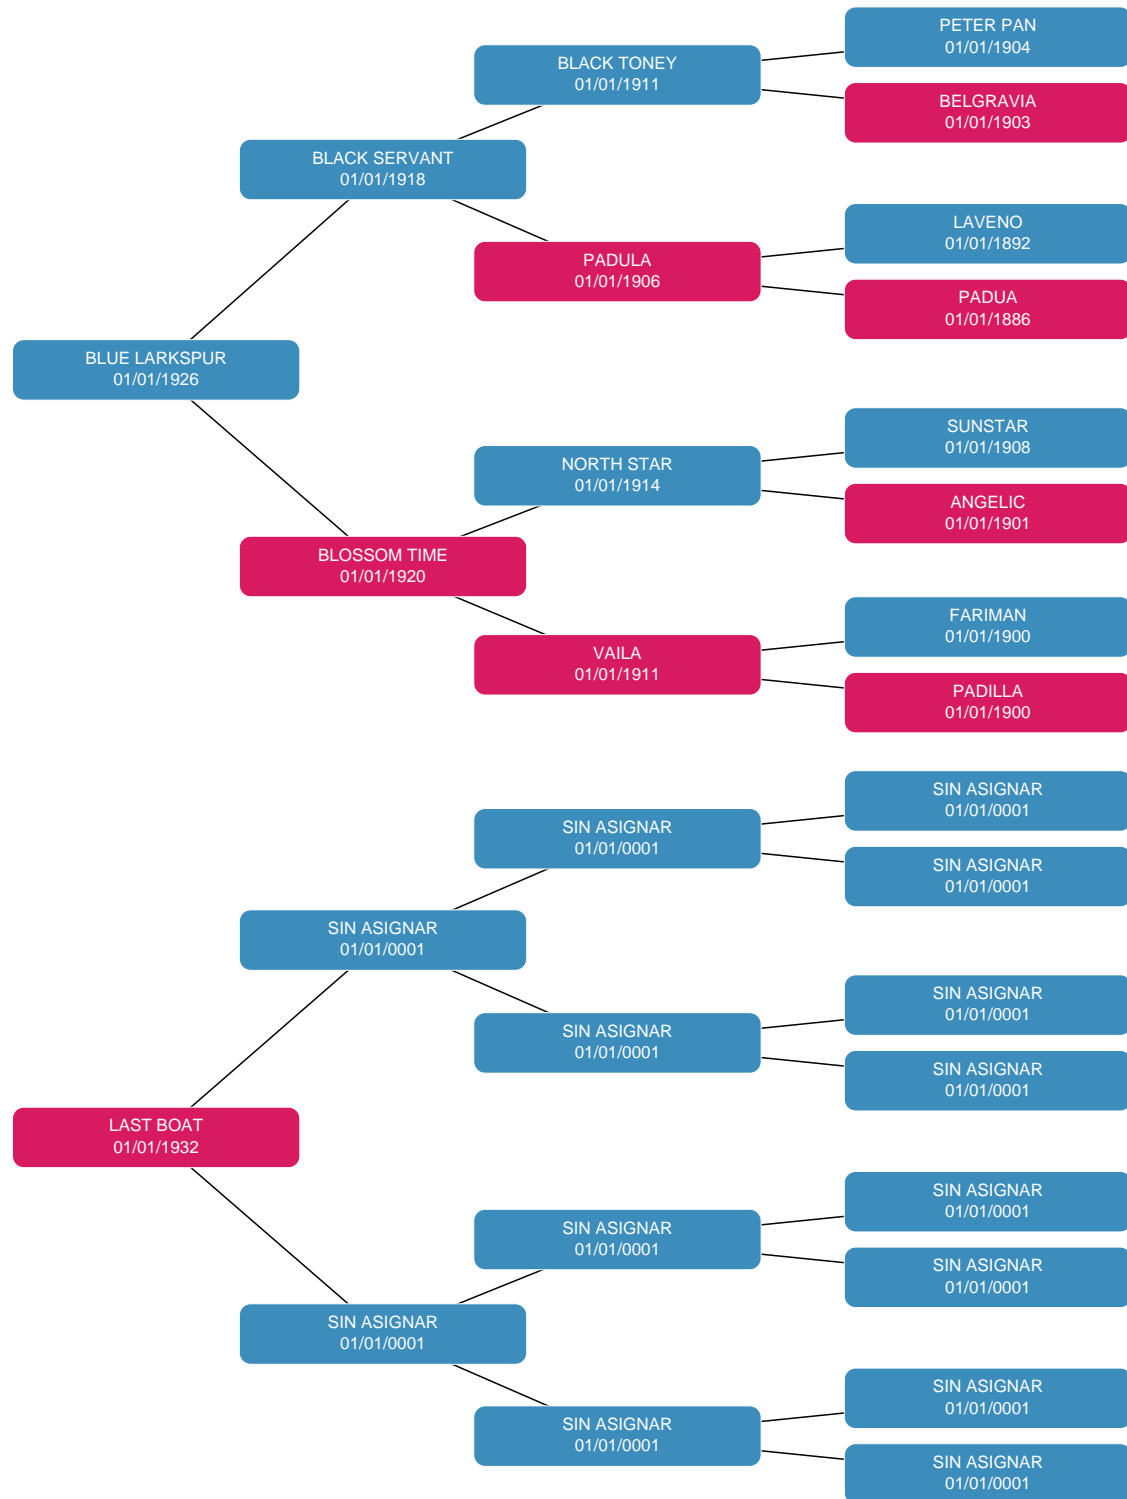 PETER PAN
01/01/1904
BLACK TONEY
01/01/1911
BELGRAVIA
01/01/1903
BLACK SERVANT
01/01/1918
LAVENO
01/01/1892
PADULA
01/01/1906
PADUA
01/01/1886
BLUE LARKSPUR
01/01/1926
SUNSTAR
01/01/1908
NORTH STAR
01/01/1914
ANGELIC
01/01/1901
BLOSSOM TIME
01/01/1920
FARIMAN
01/01/1900
VAILA
01/01/1911
PADILLA
01/01/1900
SIN ASIGNAR
01/01/0001
SIN ASIGNAR
01/01/0001
SIN ASIGNAR
01/01/0001
SIN ASIGNAR
01/01/0001
SIN ASIGNAR
01/01/0001
SIN ASIGNAR
01/01/0001
SIN ASIGNAR
01/01/0001
LAST BOAT
01/01/1932
SIN ASIGNAR
01/01/0001
SIN ASIGNAR
01/01/0001
SIN ASIGNAR
01/01/0001
SIN ASIGNAR
01/01/0001
SIN ASIGNAR
01/01/0001
SIN ASIGNAR
01/01/0001
SIN ASIGNAR
01/01/0001